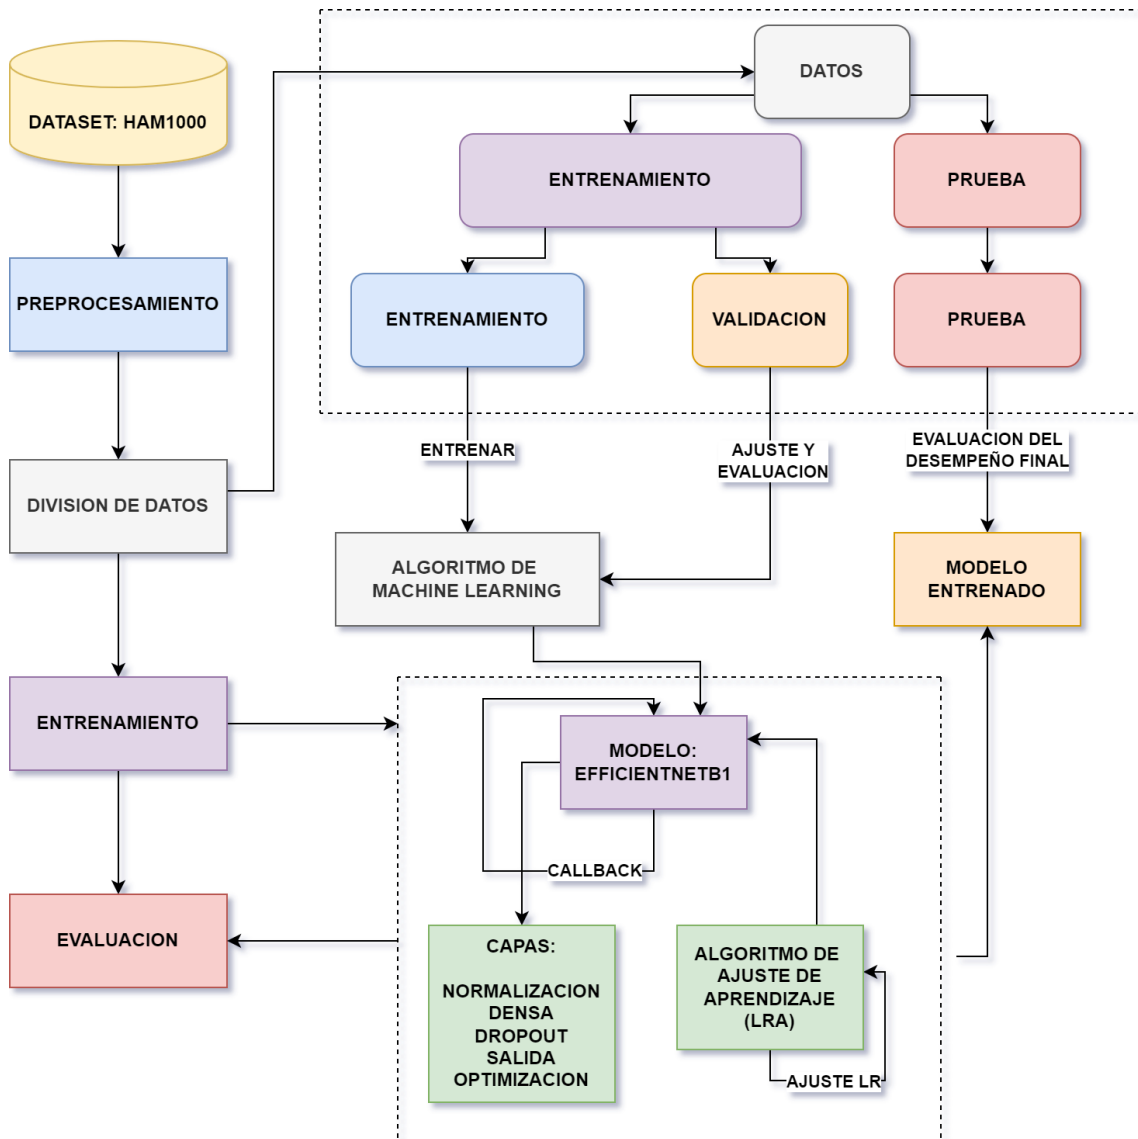 DATASET: HAM1000
PREPROCESAMIENTO
DIVISION DE DATOS
ENTRENAMIENTO
EVALUACION
DATOS
ENTRENAMIENTO
PRUEBA
ENTRENAMIENTO
VALIDACION
PRUEBA
ENTRENAR
AJUSTE Y
EVALUACION
EVALUACION DEL
DESEMPEÑO FINAL
ALGORITMO DE
MACHINE LEARNING
MODELO
ENTRENADO
MODELO:
EFFICIENTNETB1
CALLBACK
CAPAS:
NORMALIZACION
DENSA
DROPOUT
SALIDA
OPTIMIZACION
ALGORITMO DE
AJUSTE DE
APRENDIZAJE
(LRA)
AJUSTE LR